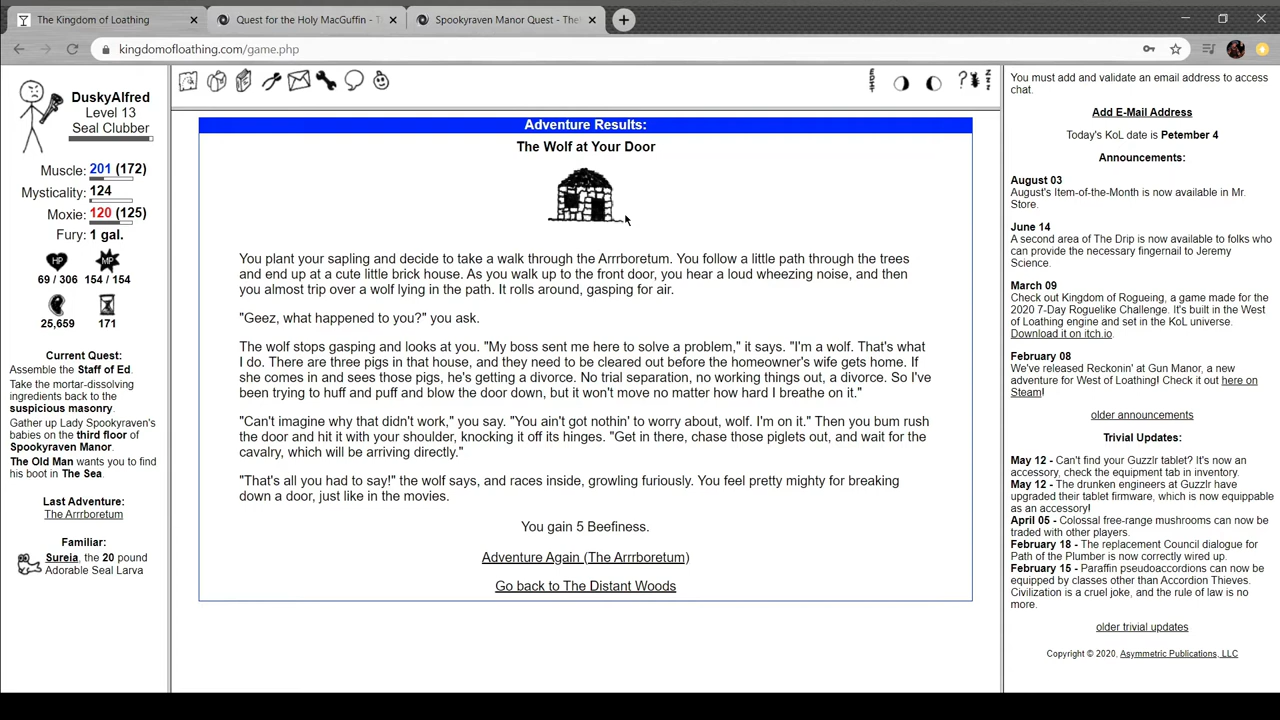 The Kingdom of Loathing
Quest for the Holy MacGuffin - T
Spookyraven Manor Quest - The
kingdomofloathing.com/game.php
DuskyAlfred
Level 13
Seal Clubber
Muscle: 201 (172)
Mysticality: 124
Moxie: 120 (125)
Fury: 1 gal.
HP MP
69 / 306 154 / 154
25,659 171
Current Quest:
Assemble the Staff of Ed.
Take the mortar-dissolving
ingredients back to the
suspicious masonry.
Gather up Lady Spookyraven's
babies on the third floor of
Spookyraven Manor.
The Old Man wants you to find
his boot in The Sea.
Last Adventure:
The Arrrboretum
Familiar:
Sureia, the 20 pound
Adorable Seal Larva
Adventure Results:
The Wolf at Your Door
You plant your sapling and decide to take a walk through the Arrrboretum. You follow a little path through the trees
and end up at a cute little brick house. As you walk up to the front door, you hear a loud wheezing noise, and then
you almost trip over a wolf lying in the path. It rolls around, gasping for air.
"Geez, what happened to you?" you ask.
The wolf stops gasping and looks at you. "My boss sent me here to solve a problem," it says. "I'm a wolf. That's what
I do. There are three pigs in that house, and they need to be cleared out before the homeowner's wife gets home. If
she comes in and sees those pigs, he's getting a divorce. No trial separation, no working things out, a divorce. So I've
been trying to huff and puff and blow the door down, but it won't move no matter how hard I breathe on it."
"Can't imagine why that didn't work," you say. "You ain't got nothin' to worry about, wolf. I'm on it." Then you bum rush
the door and hit it with your shoulder, knocking it off its hinges. "Get in there, chase those piglets out, and wait for the
cavalry, which will be arriving directly."
"That's all you had to say!" the wolf says, and races inside, growling furiously. You feel pretty mighty for breaking
down a door, just like in the movies.
You gain 5 Beefiness.
Adventure Again (The Arrrboretum)
Go back to The Distant Woods
You must add and validate an email address to access
chat.
Add E-Mail Address
Today's KoL date is Petember 4
Announcements:
August 03
August's Item-of-the-Month is now available in Mr.
Store.
June 14
A second area of The Drip is now available to folks who
can provide the necessary fingernail to Jeremy
Science.
March 09
Check out Kingdom of Rogueing, a game made for the
2020 7-Day Roguelike Challenge. It's built in the West
of Loathing engine and set in the KoL universe.
Download it on itch.io.
February 08
We've released Reckonin' at Gun Manor, a new
adventure for West of Loathing! Check it out here on
Steam!
older announcements
Trivial Updates:
May 12 - Can't find your Guzzlr tablet? It's now an
accessory, check the equipment tab in inventory.
May 12 - The drunken engineers at Guzzlr have
upgraded their tablet firmware, which is now equippable
as an accessory!
April 05 - Colossal free-range mushrooms can now be
traded with other players.
February 18 - The replacement Council dialogue for
Path of the Plumber is now correctly wired up.
February 15 - Paraffin pseudoaccordions can now be
equipped by classes other than Accordion Thieves.
Civilization is a cruel joke, and the rule of law is no
more.
older trivial updates
Copyright © 2020, Asymmetric Publications, LLC